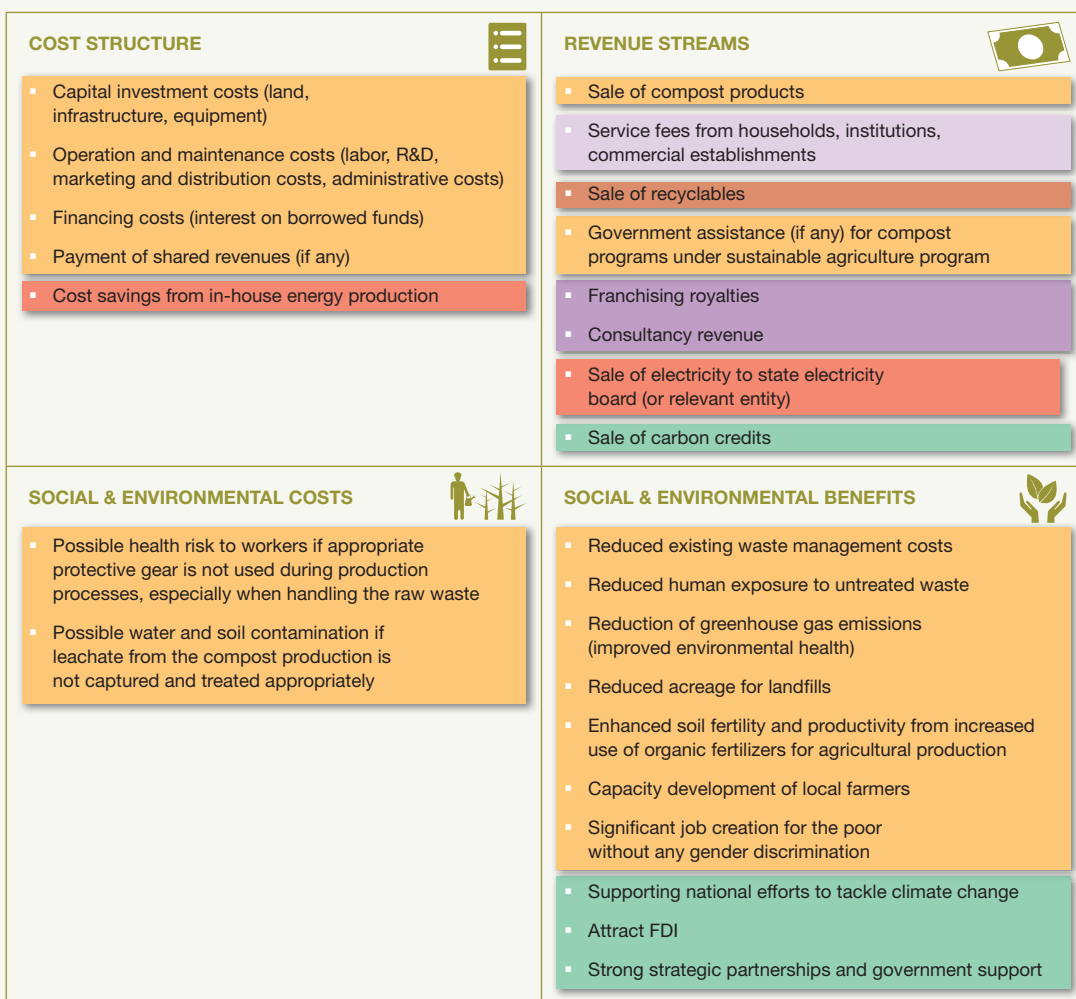 COST STRUCTURE
▪ Capital investment costs (land,
infrastructure, equipment)
▪ Operation and maintenance costs (labor, R&D,
marketing and distribution costs, administrative costs)
▪ Financing costs (interest on borrowed funds)
▪ Payment of shared revenues (if any)
▪ Cost savings from in-house energy production
REVENUE STREAMS
▪ Sale of compost products
▪ Service fees from households, institutions,
commercial establishments
▪ Sale of recyclables
▪ Government assistance (if any) for compost
programs under sustainable agriculture program
▪ Franchising royalties
▪ Consultancy revenue
▪ Sale of electricity to state electricity
board (or relevant entity)
▪ Sale of carbon credits
SOCIAL & ENVIRONMENTAL COSTS
▪ Possible health risk to workers if appropriate
protective gear is not used during production
processes, especially when handling the raw waste
▪ Possible water and soil contamination if
leachate from the compost production is
not captured and treated appropriately
SOCIAL & ENVIRONMENTAL BENEFITS
▪ Reduced existing waste management costs
▪ Reduced human exposure to untreated waste
▪ Reduction of greenhouse gas emissions
(improved environmental health)
▪ Reduced acreage for landfills
▪ Enhanced soil fertility and productivity from increased
use of organic fertilizers for agricultural production
▪ Capacity development of local farmers
▪ Significant job creation for the poor
without any gender discrimination
▪ Supporting national efforts to tackle climate change
▪ Attract FDI
▪ Strong strategic partnerships and government support